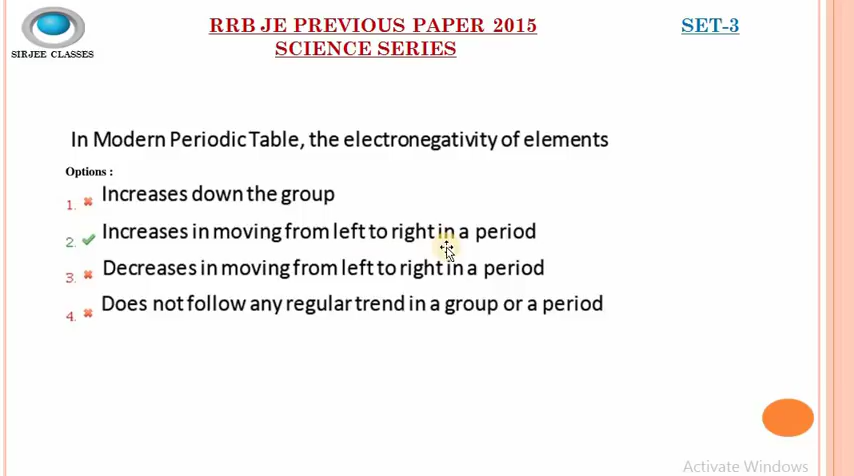 RRB JE PREVIOUS PAPER 2015 SET-3
SCIENCE SERIES
SIRJEE CLASSES
In Modern Periodic Table, the electronegativity of elements
Options :
1. Increases down the group
2. Increases in moving from left to right in a period
3. Decreases in moving from left to right in a period
4. Does not follow any regular trend in a group or a period
Activate Windows